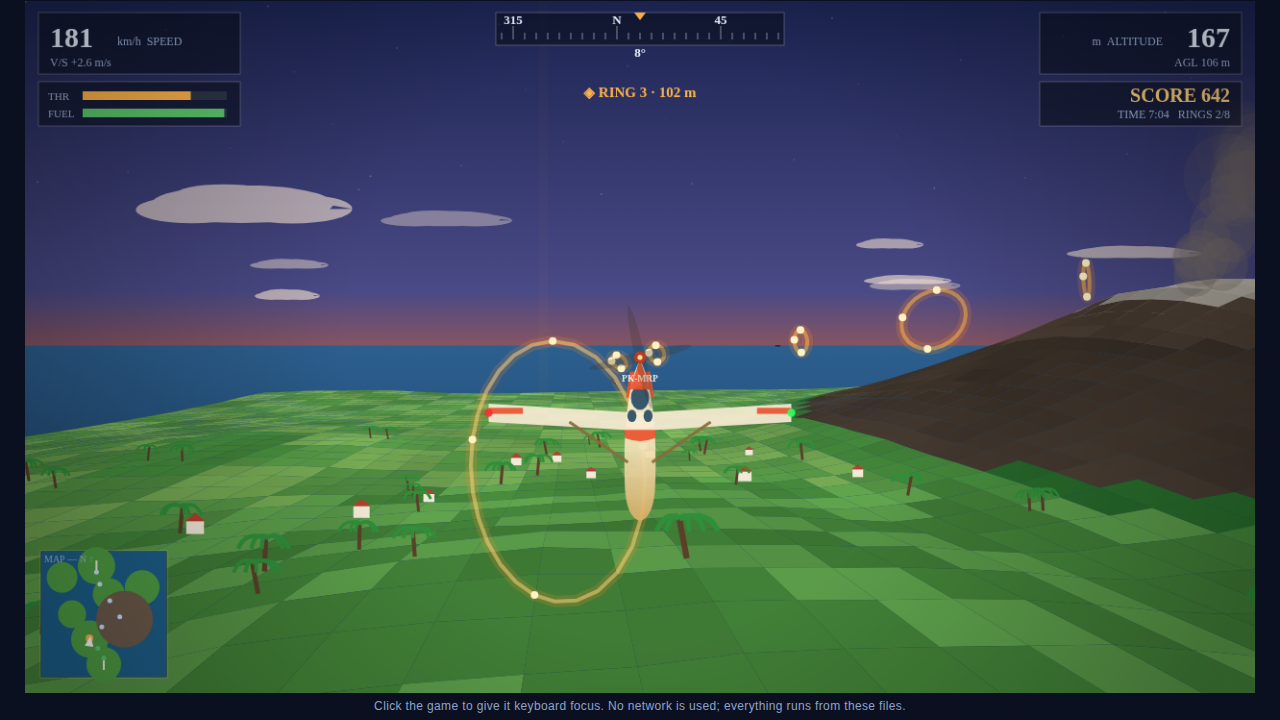 181 km/h SPEED
V/S +2.6 m/s
THR
FUEL
315 N 45
8°
◈ RING 3 · 102 m
m ALTITUDE 167
AGL 106 m
SCORE 642
TIME 7:04 RINGS 2/8
PK-MRP
MAP — N
Click the game to give it keyboard focus. No network is used; everything runs from these files.